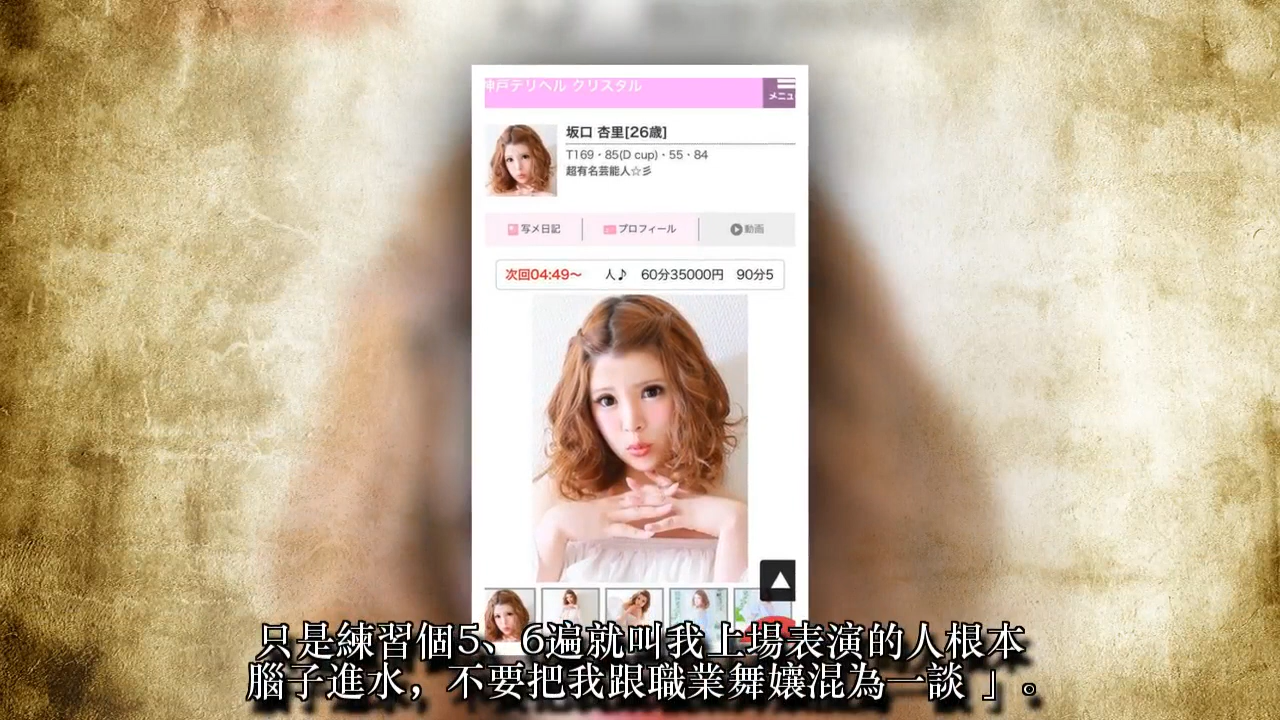 神戸デリヘル クリスタル
メニュ
坂口 杏里[26歳]
T169・85(D cup)・55・84
超有名芸能人☆彡
写メ日記
プロフィール
動画
次回04:49〜 人♪ 60分35000円 90分5
只是練習個5、6遍就叫我上場表演的人根本
腦子進水，不要把我跟職業舞孃混為一談 」。